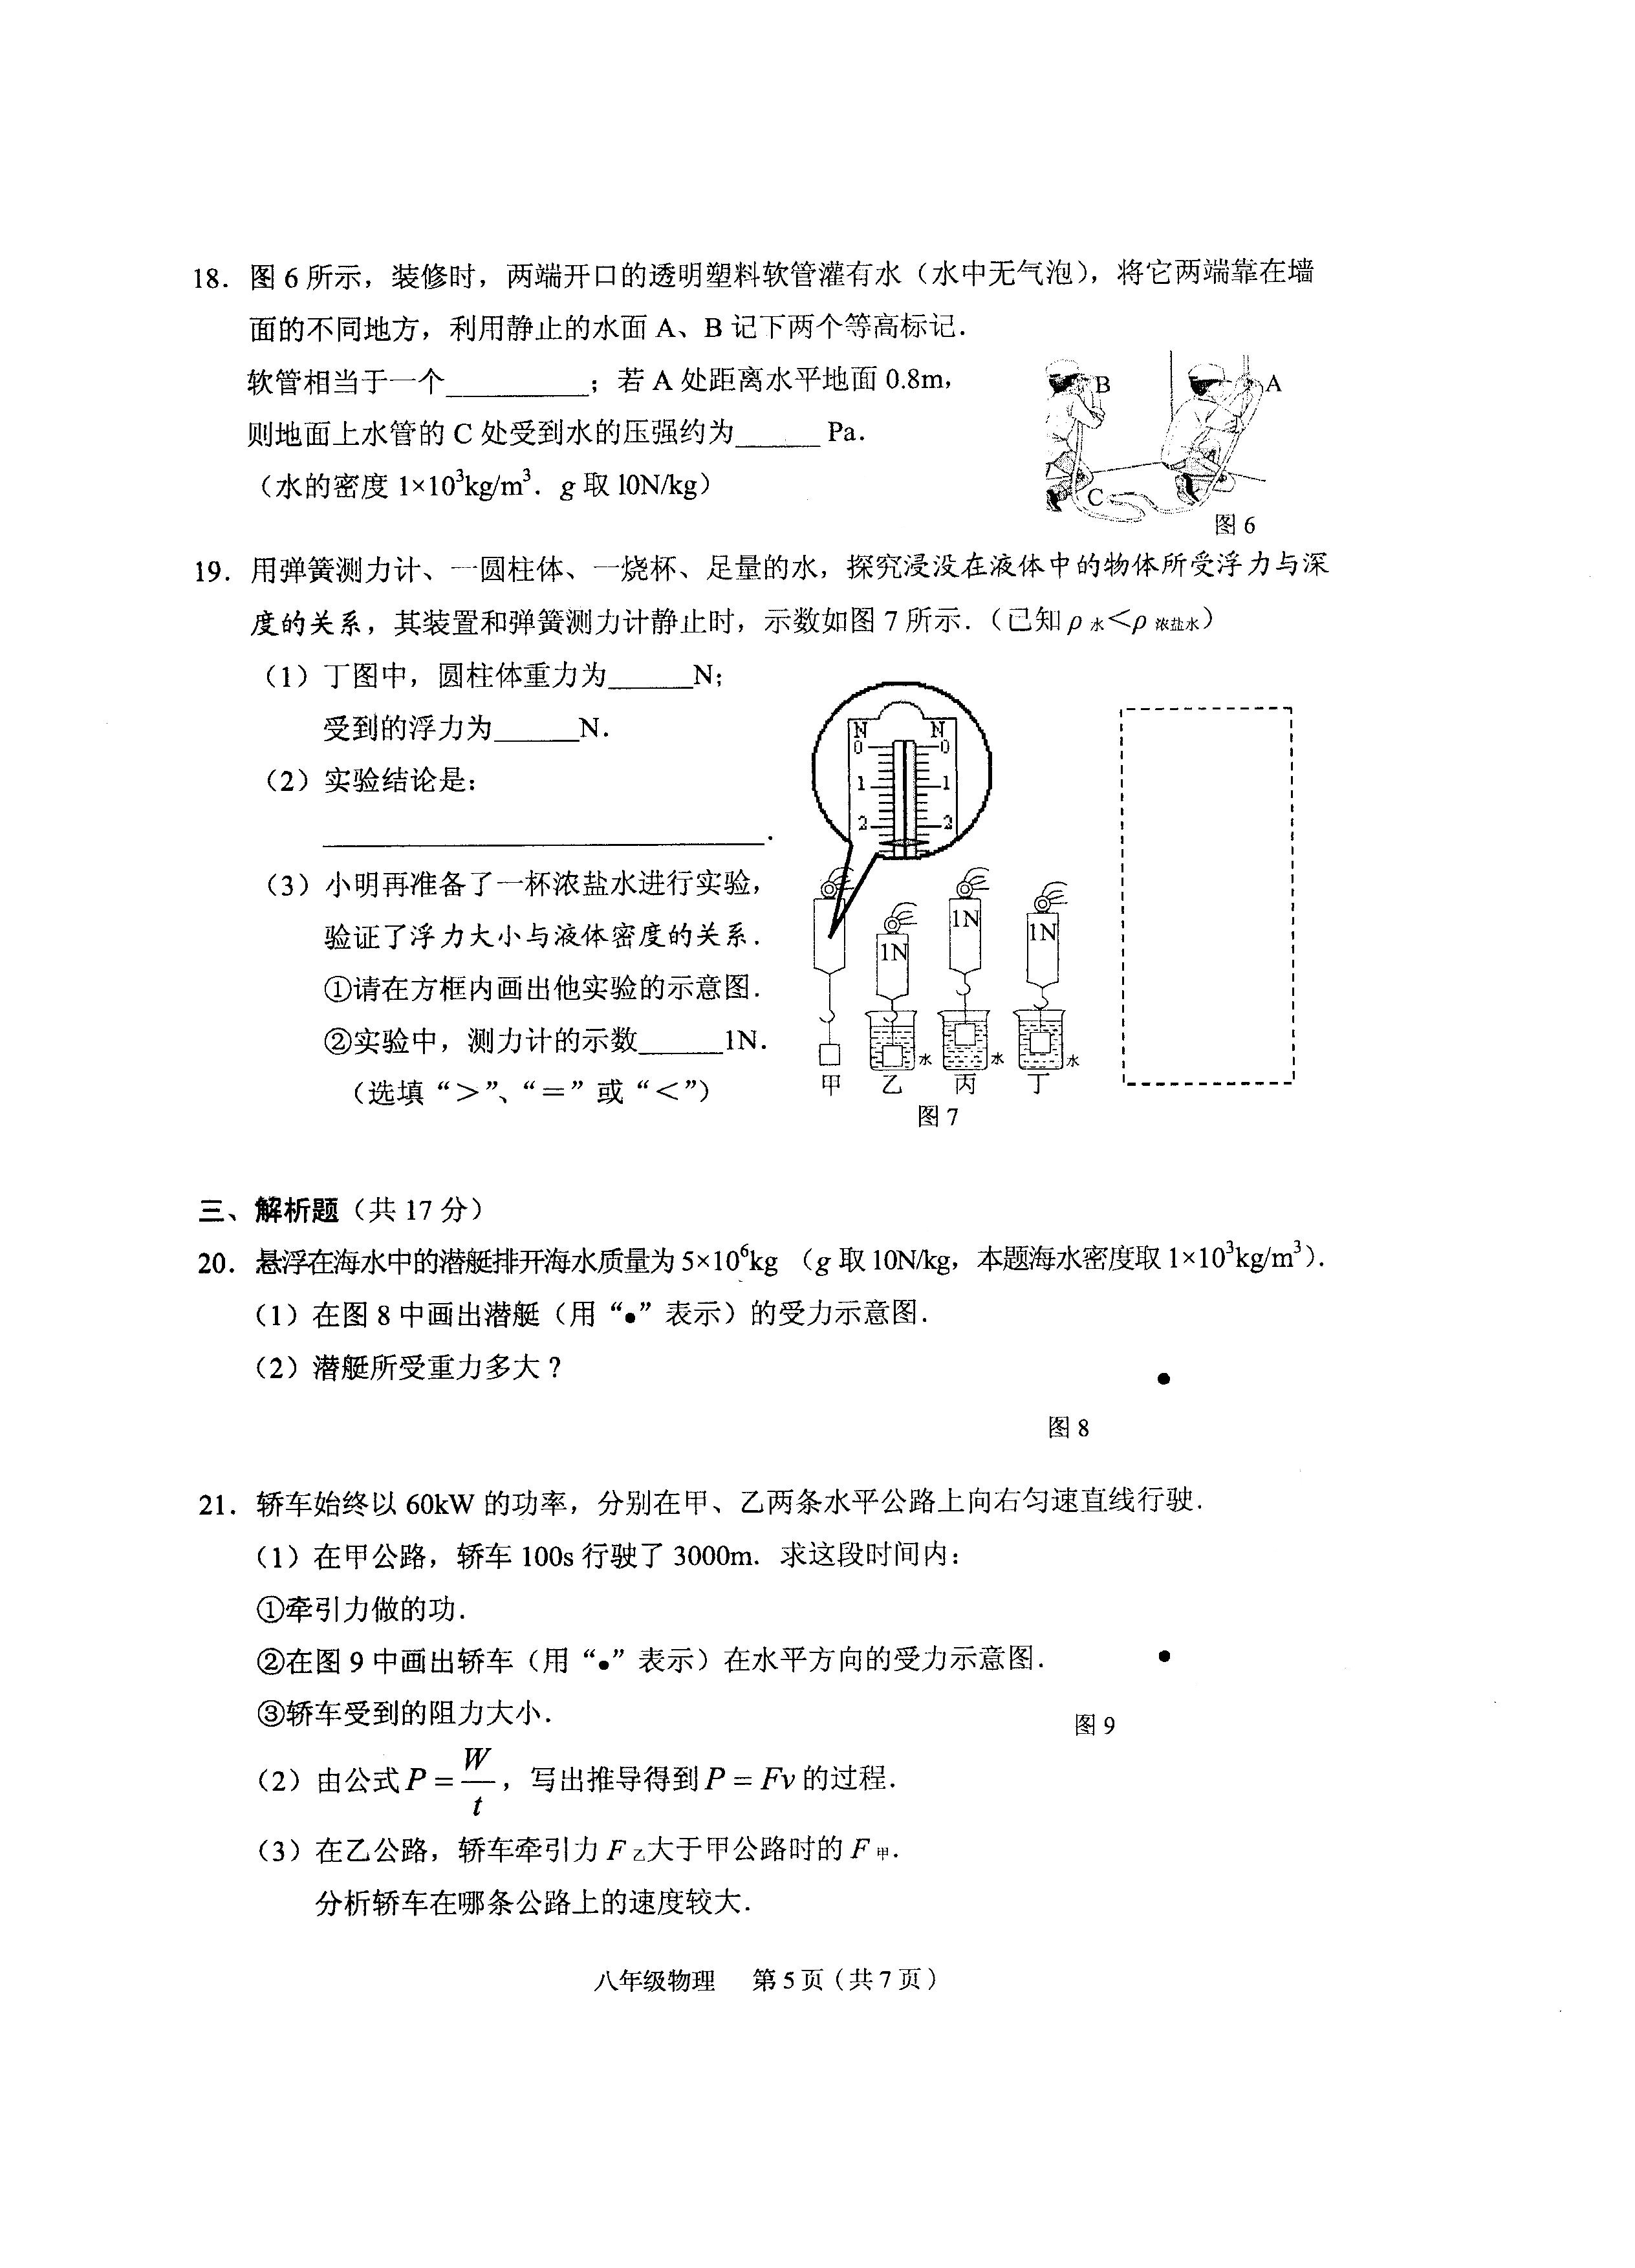 18．图 6 所示，装修时，两端开口的透明塑料软管灌有水（水中无气泡），将它两端靠在墙
面的不同地方，利用静止的水面 A、B 记下两个等高标记．
软管相当于一个__________；若 A 处距离水平地面 0.8m，
则地面上水管的 C 处受到水的压强约为______ Pa．
（水的密度 1×10³kg/m³．g 取 10N/kg）
B
A
C
图 6
19．用弹簧测力计、一圆柱体、一烧杯、足量的水，探究浸没在液体中的物体所受浮力与深
度的关系，其装置和弹簧测力计静止时，示数如图 7 所示．（已知 ρ 水＜ρ 浓盐水）
（1）丁图中，圆柱体重力为______N；
受到的浮力为______N．
（2）实验结论是：
______________________________．
（3）小明再准备了一杯浓盐水进行实验，
验证了浮力大小与液体密度的关系．
①请在方框内画出他实验的示意图．
②实验中，测力计的示数______1N．
（选填“＞”、“＝”或“＜”）
N N
0 0
1 1
2 2
1N 1N 1N
水 水 水
甲 乙 丙 丁
图 7
三、解析题（共 17 分）
20．悬浮在海水中的潜艇排开海水质量为 5×10⁶kg （g 取 10N/kg，本题海水密度取 1×10³kg/m³）．
（1）在图 8 中画出潜艇（用“●”表示）的受力示意图．
（2）潜艇所受重力多大？
图 8
21．轿车始终以 60kW 的功率，分别在甲、乙两条水平公路上向右匀速直线行驶．
（1）在甲公路，轿车 100s 行驶了 3000m．求这段时间内：
①牵引力做的功．
②在图 9 中画出轿车（用“●”表示）在水平方向的受力示意图．
③轿车受到的阻力大小．
图 9
（2）由公式 P = W/t，写出推导得到 P = Fv 的过程．
（3）在乙公路，轿车牵引力 F 乙大于甲公路时的 F 甲．
分析轿车在哪条公路上的速度较大．
八年级物理 第 5 页（共 7 页）